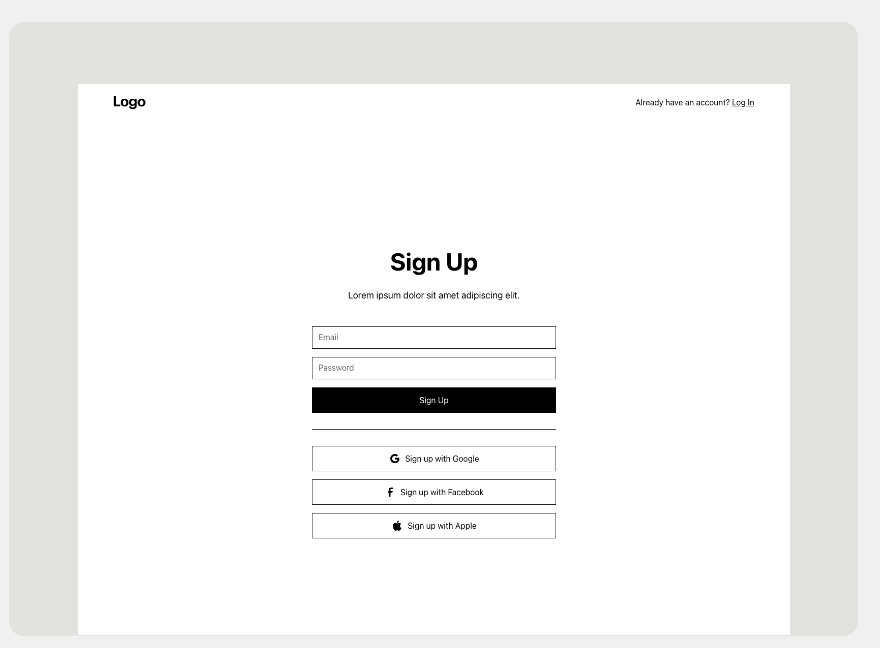 Logo
Already have an account? Log In
Sign Up
Lorem ipsum dolor sit amet adipiscing elit.
Email
Password
Sign Up
Sign up with Google
Sign up with Facebook
Sign up with Apple